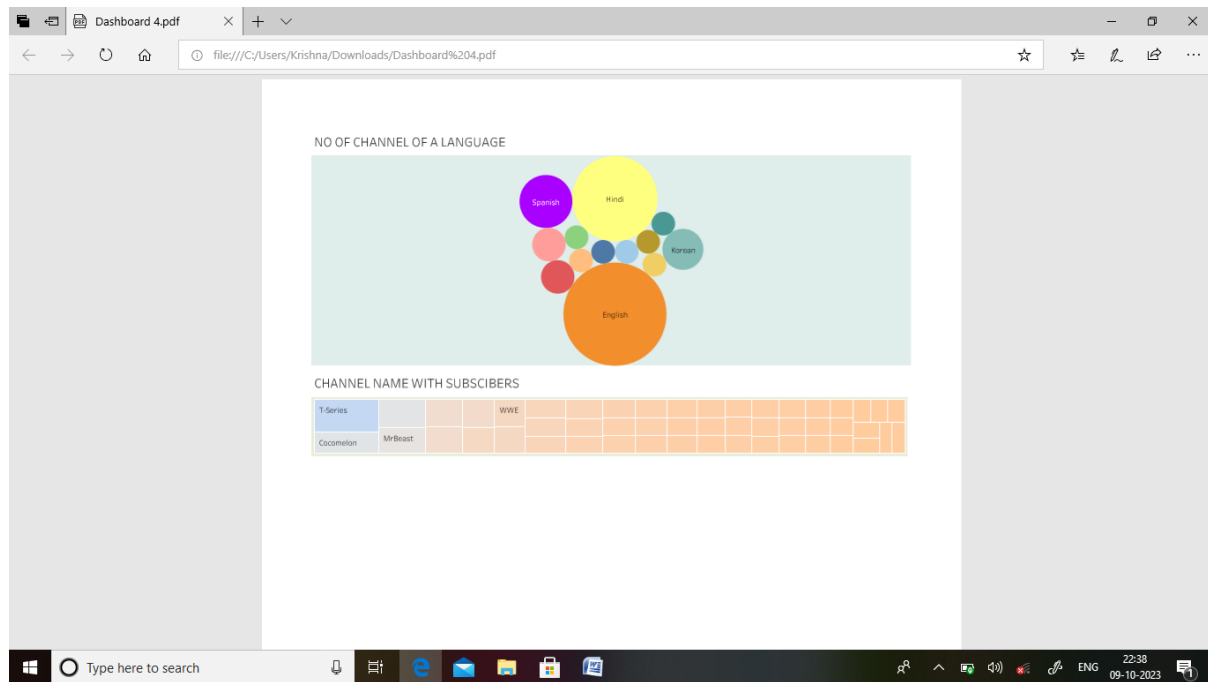 Dashboard 4.pdf
file:///C:/Users/Krishna/Downloads/Dashboard%204.pdf
NO OF CHANNEL OF A LANGUAGE
Spanish
Hindi
Korean
English
CHANNEL NAME WITH SUBSCIBERS
T-Series
WWE
Cocomelon
MrBeast
Type here to search
ENG
22:38
09-10-2023